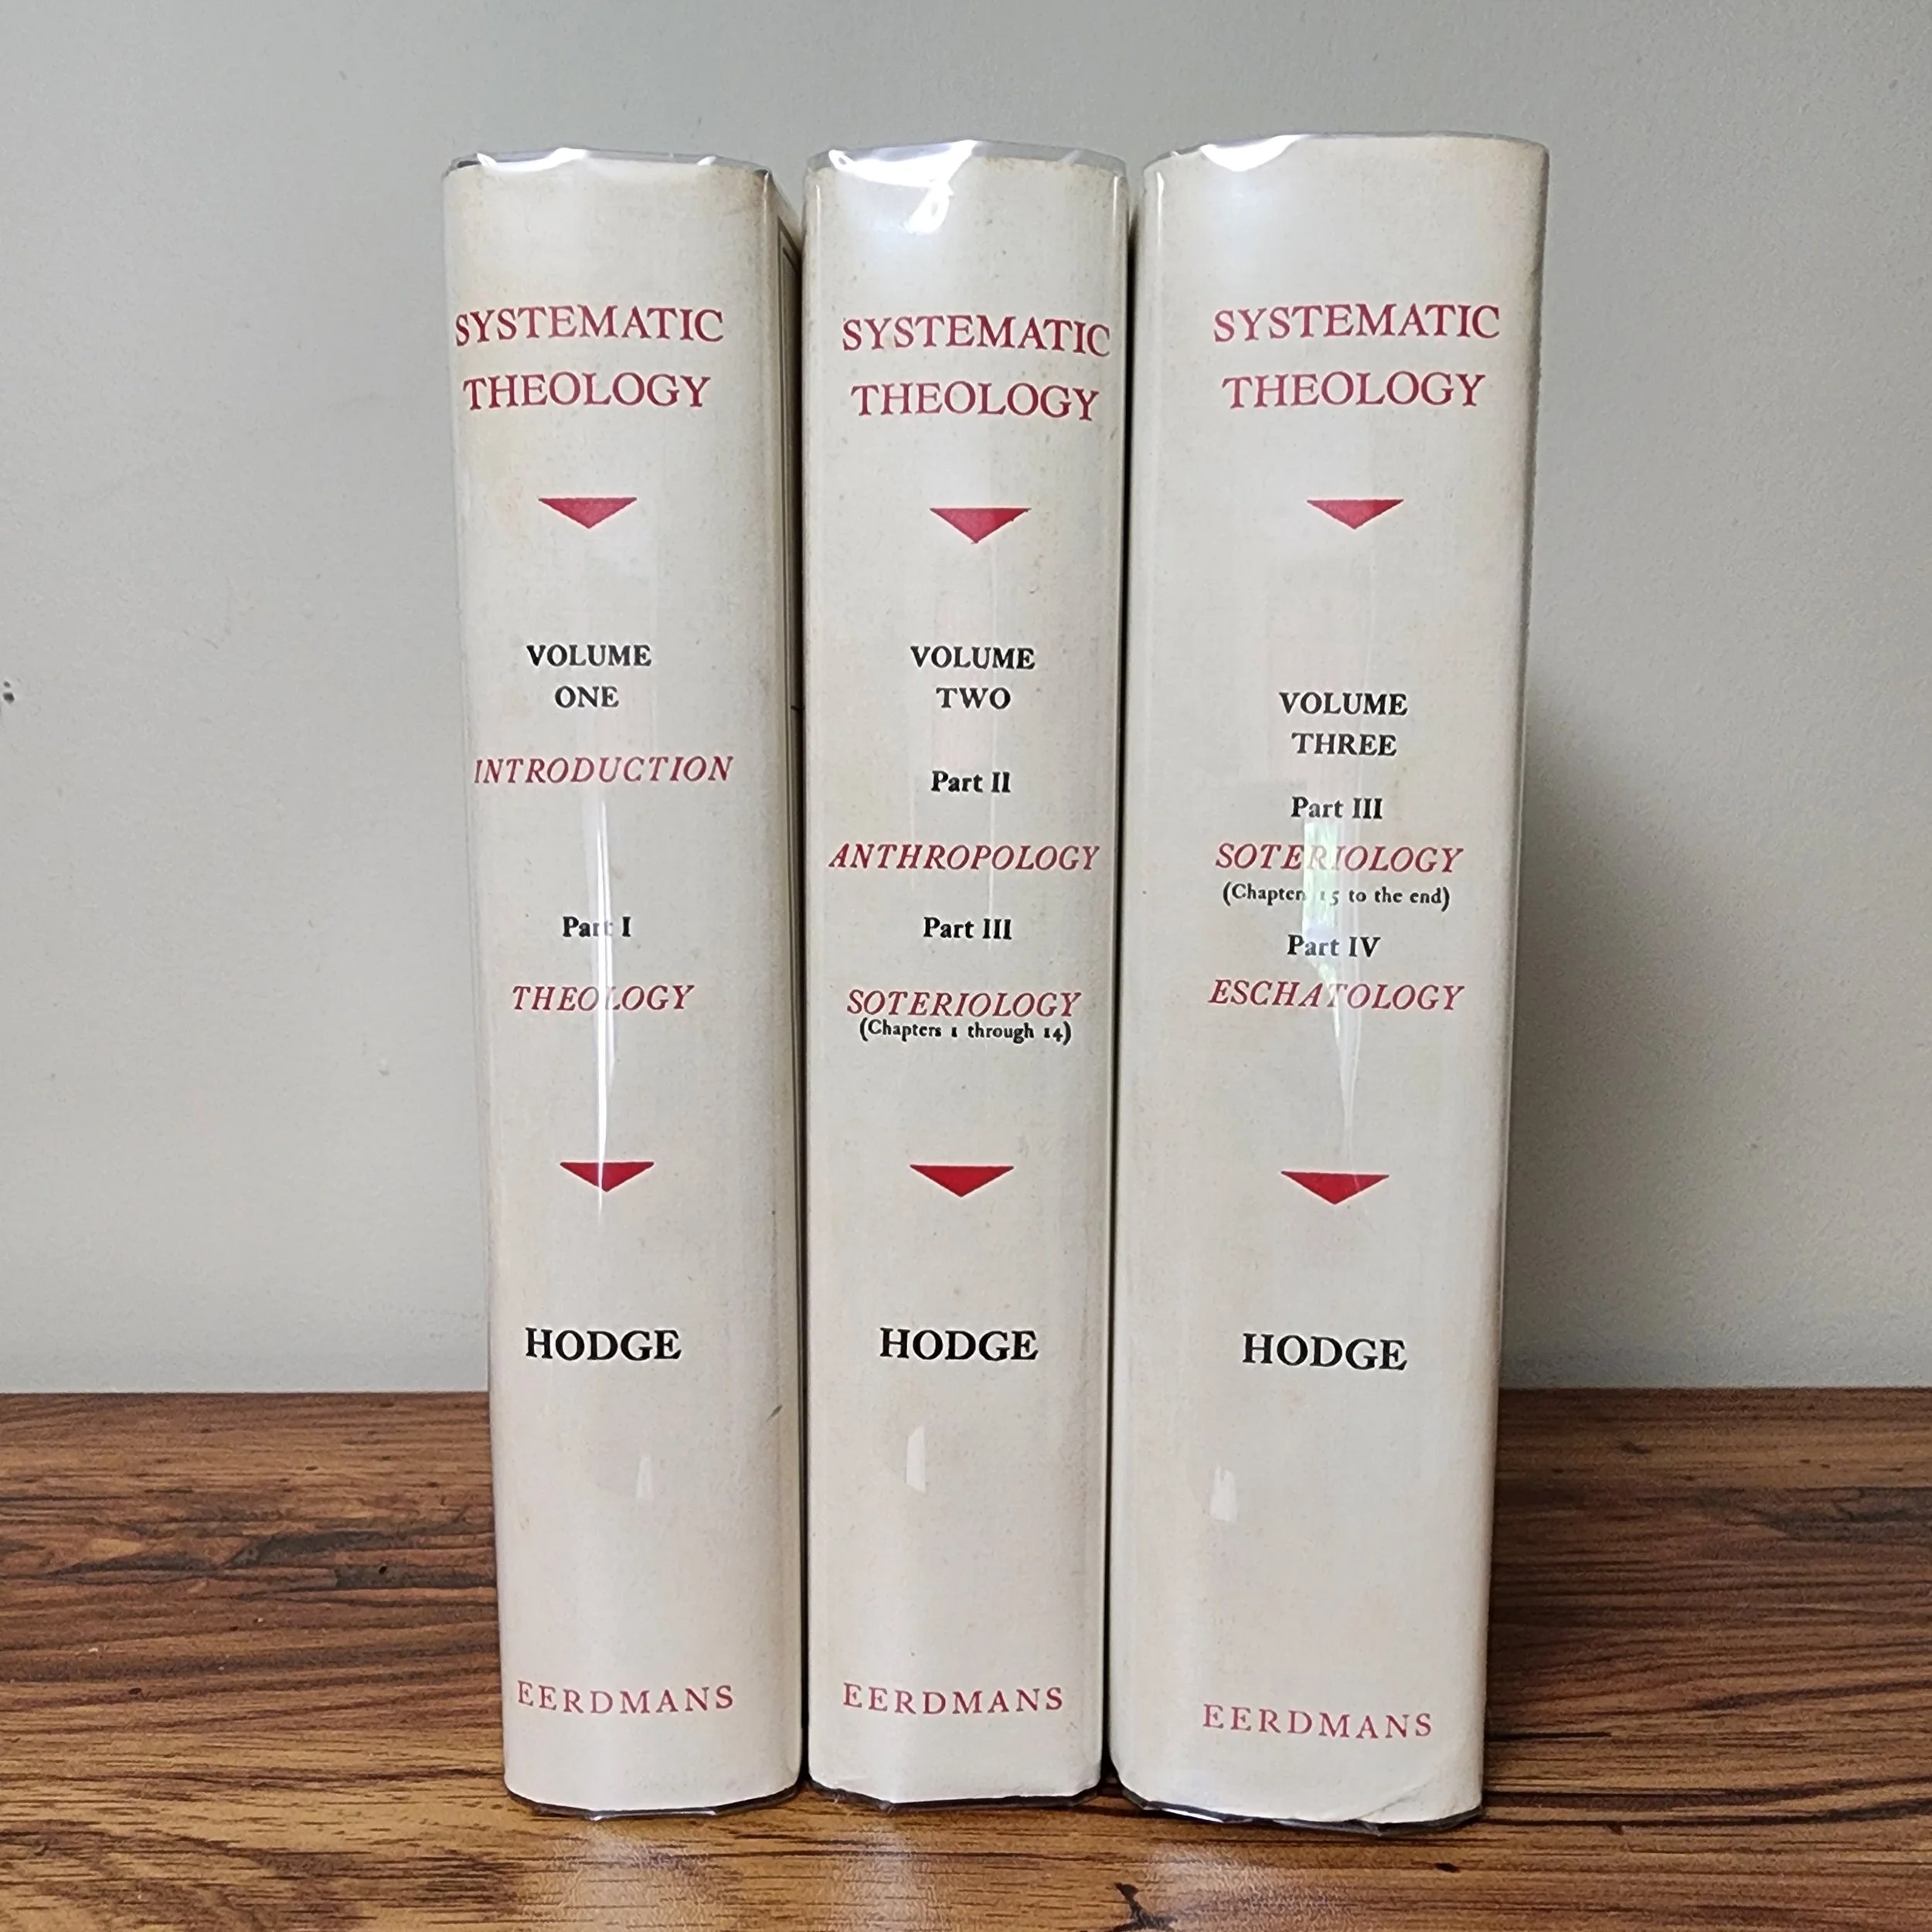 SYSTEMATIC
THEOLOGY
VOLUME
ONE
INTRODUCTION
Part I
THEOLOGY
HODGE
EERDMANS
SYSTEMATIC
THEOLOGY
VOLUME
TWO
Part II
ANTHROPOLOGY
Part III
SOTERIOLOGY
(Chapters 1 through 14)
HODGE
EERDMANS
SYSTEMATIC
THEOLOGY
VOLUME
THREE
Part III
SOTERIOLOGY
(Chapter 15 to the end)
Part IV
ESCHATOLOGY
HODGE
EERDMANS